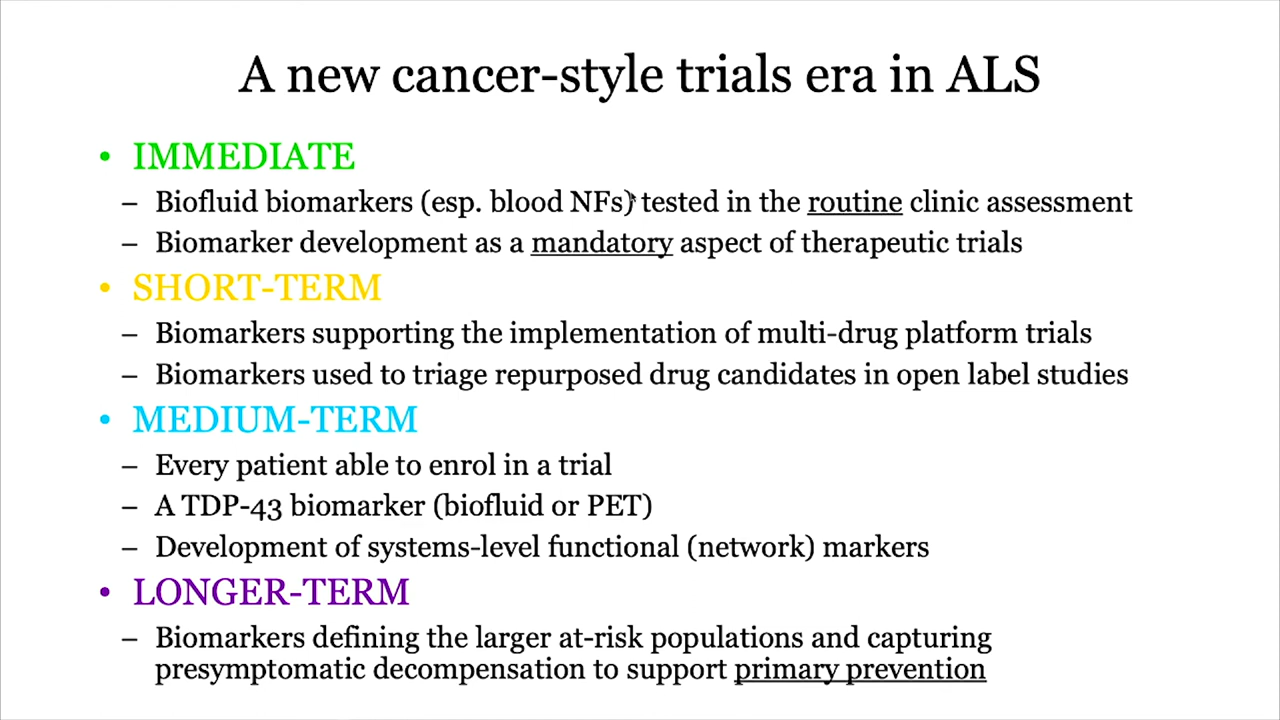 A new cancer-style trials era in ALS
• IMMEDIATE
– Biofluid biomarkers (esp. blood NFs) tested in the routine clinic assessment
– Biomarker development as a mandatory aspect of therapeutic trials
• SHORT-TERM
– Biomarkers supporting the implementation of multi-drug platform trials
– Biomarkers used to triage repurposed drug candidates in open label studies
• MEDIUM-TERM
– Every patient able to enrol in a trial
– A TDP-43 biomarker (biofluid or PET)
– Development of systems-level functional (network) markers
• LONGER-TERM
– Biomarkers defining the larger at-risk populations and capturing
presymptomatic decompensation to support primary prevention